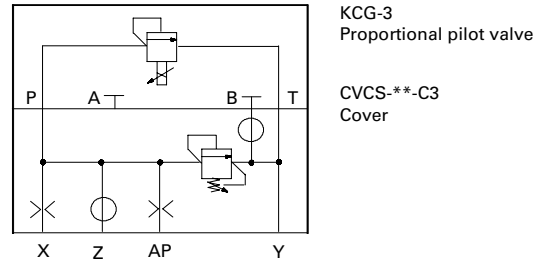 KCG-3
Proportional pilot valve
P A B T
CVCS-**-C3
Cover
X Z AP Y